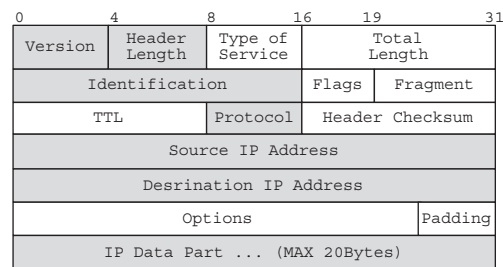 0 4 8 16 19 31
Version Header Length Type of Service Total Length
Identification Flags Fragment
TTL Protocol Header Checksum
Source IP Address
Desrination IP Address
Options Padding
IP Data Part ... (MAX 20Bytes)